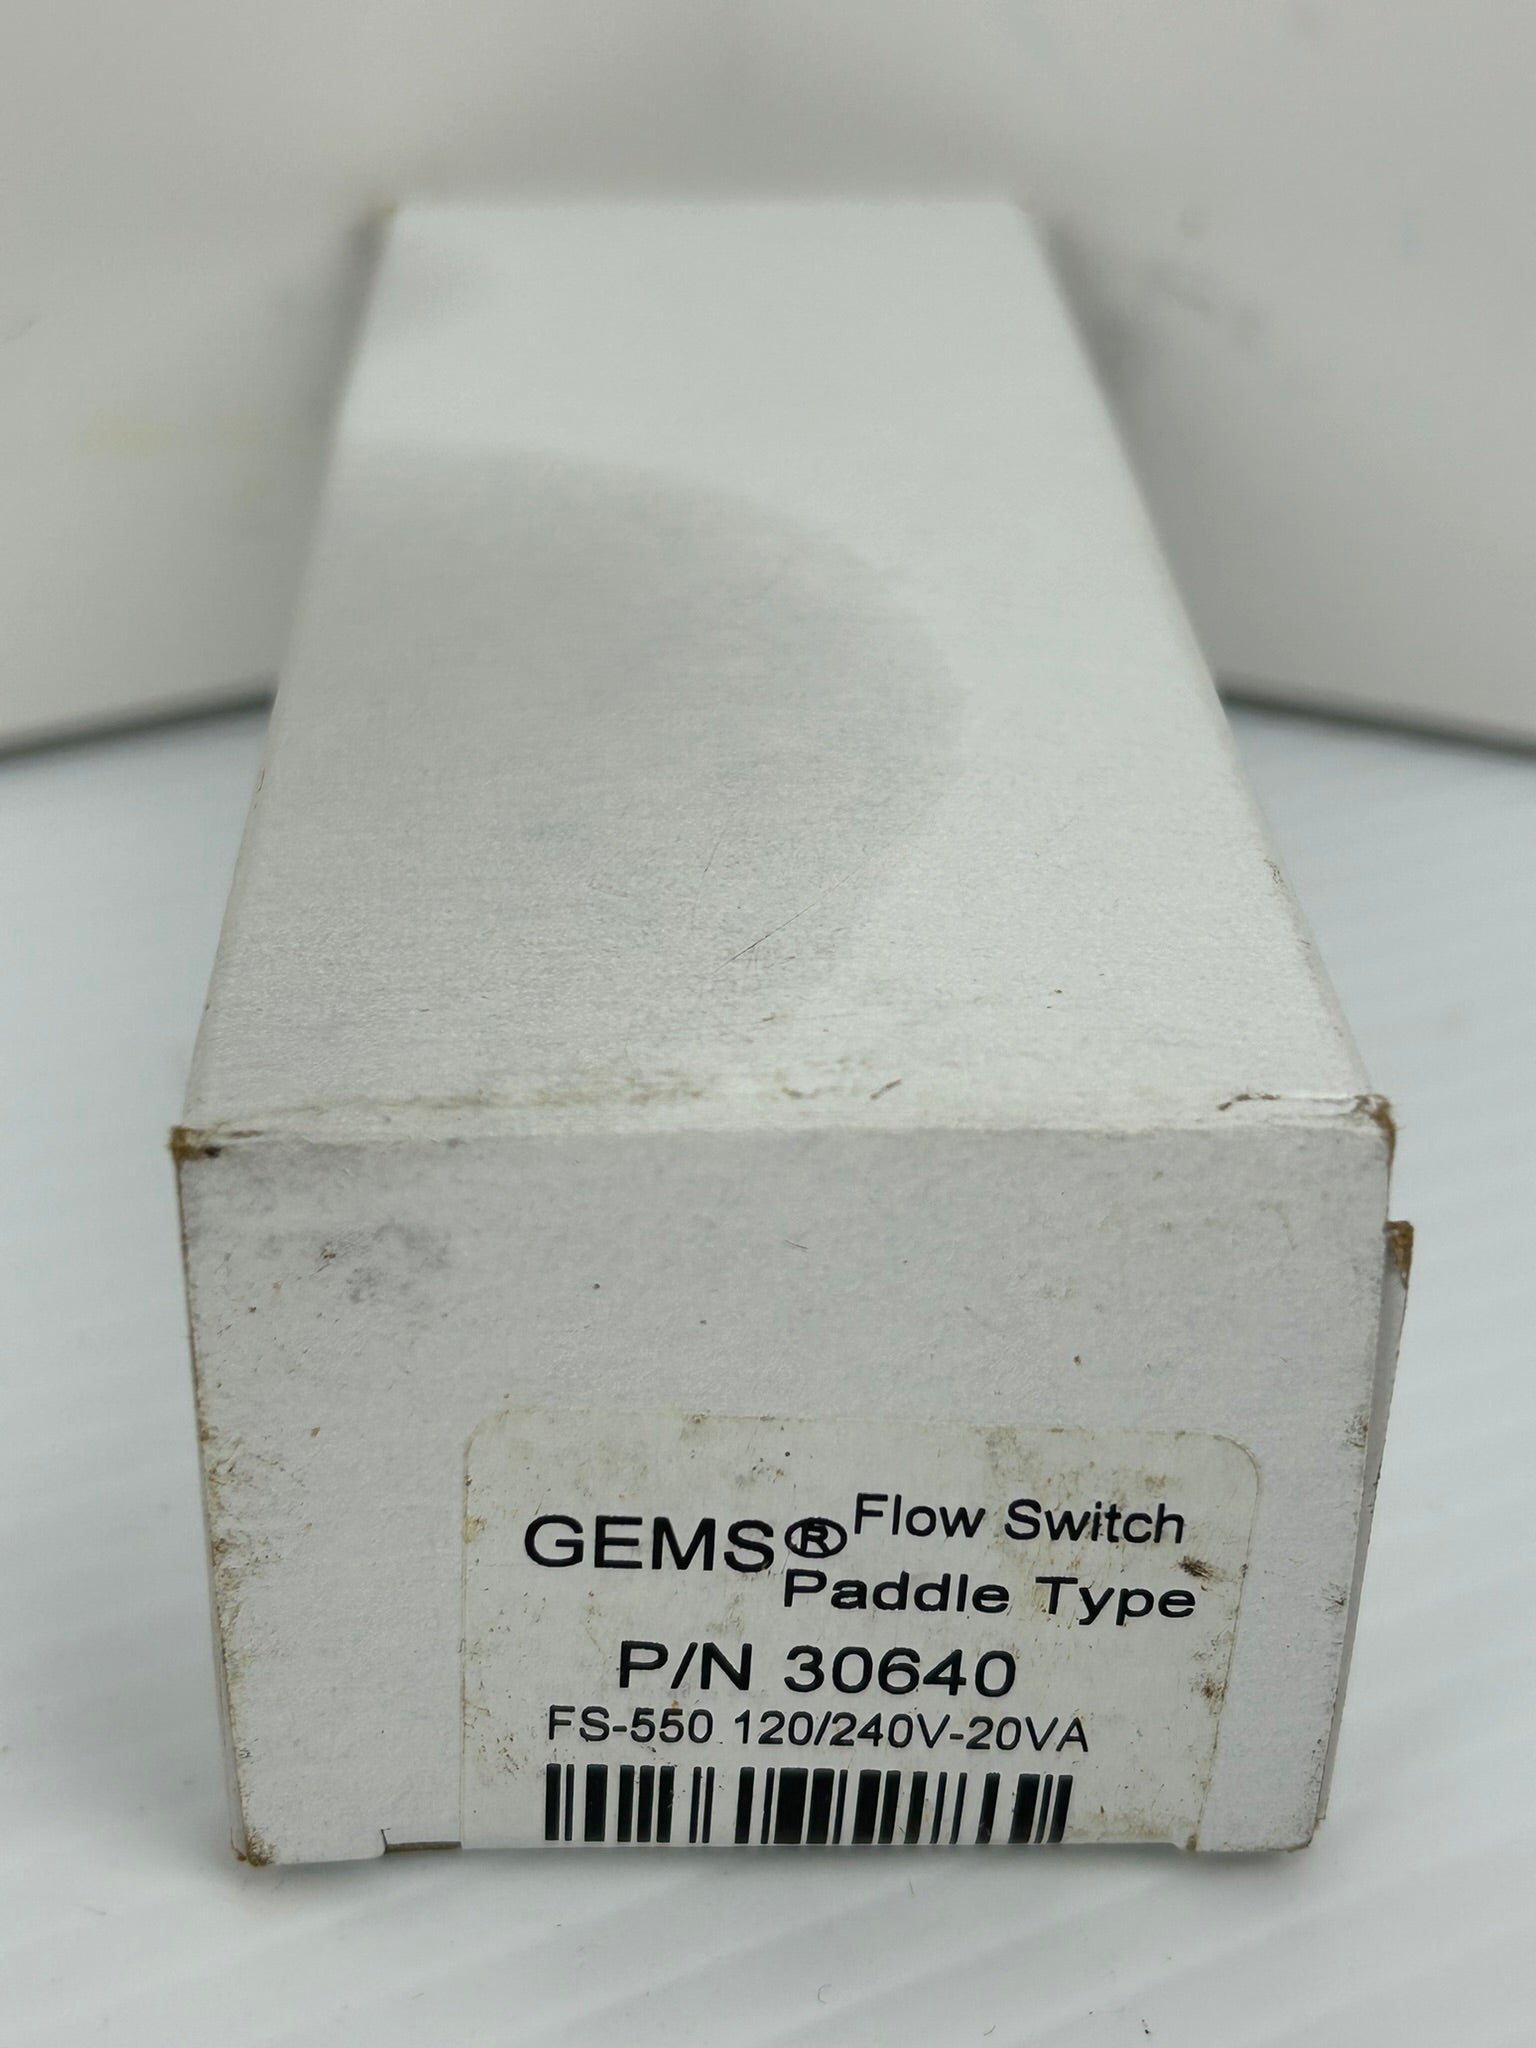 GEMS® Flow Switch
Paddle Type
P/N 30640
FS-550 120/240V-20VA